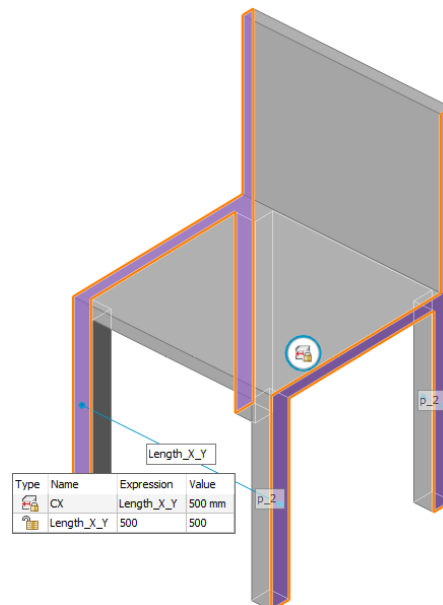 p_2
Length_X_Y
Type Name Expression Value
CX Length_X_Y 500 mm
Length_X_Y 500 500
p_2